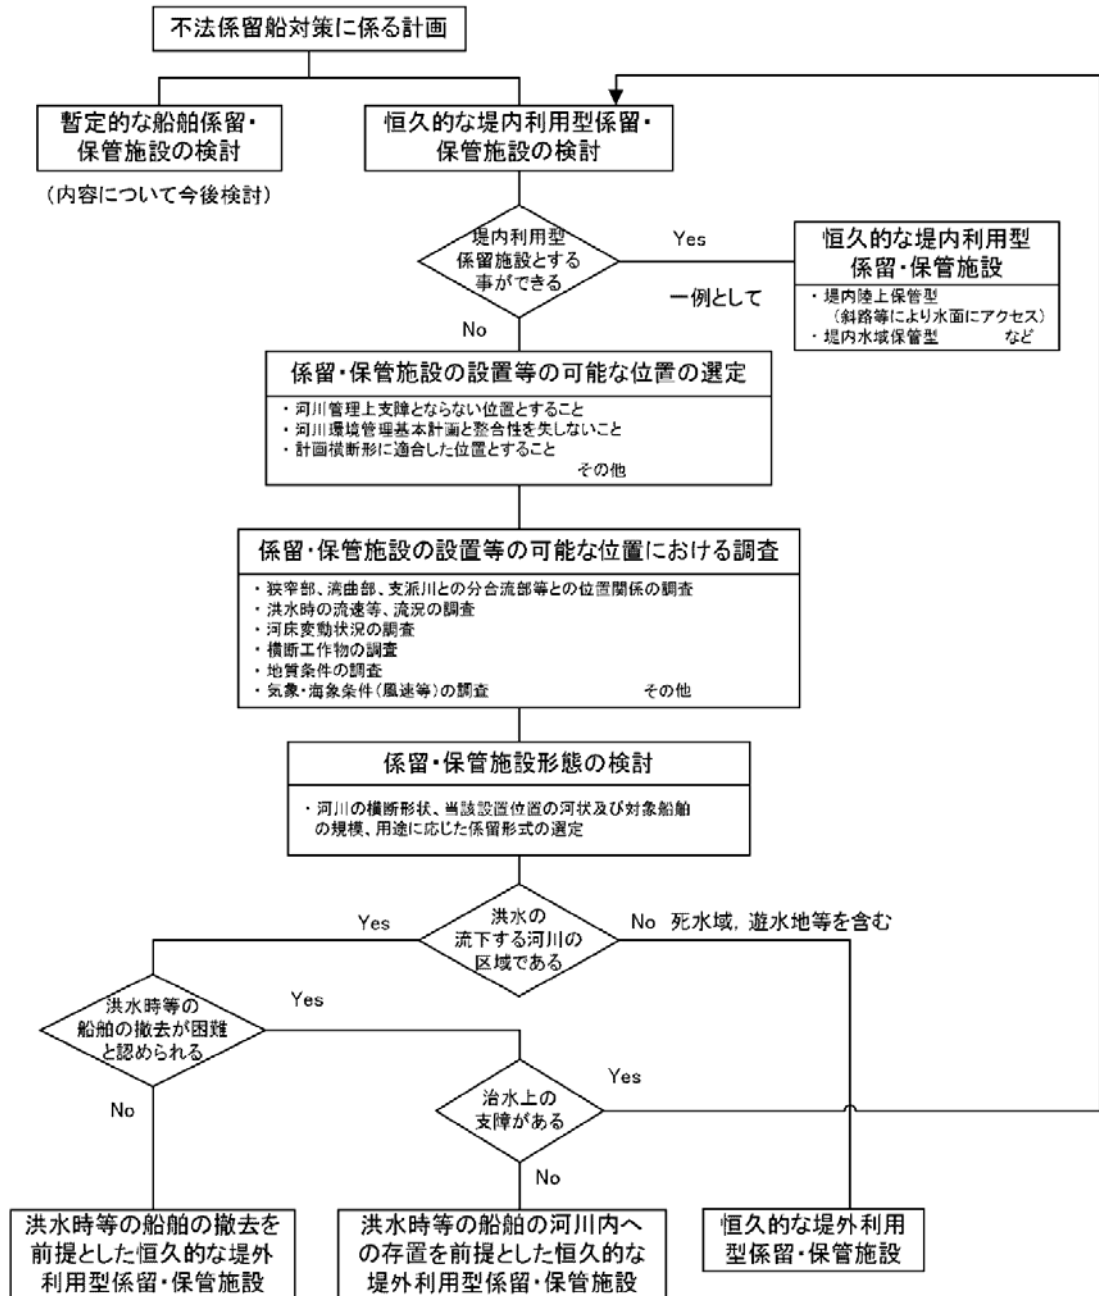 不法係留船対策に係る計画
暫定的な船舶係留・
保管施設の検討
(内容について今後検討)
恒久的な堤内利用型係留・
保管施設の検討
堤内利用型
係留施設とする
事ができる
Yes
一例として
恒久的な堤内利用型
係留・保管施設
・堤内陸上保管型
(斜路等により水面にアクセス)
・堤内水域保管型 など
No
係留・保管施設の設置等の可能な位置の選定
・河川管理上支障とならない位置とすること
・河川環境管理基本計画と整合性を失しないこと
・計画横断形に適合した位置とすること
その他
係留・保管施設の設置等の可能な位置における調査
・狭窄部、湾曲部、支派川との分合流部等との位置関係の調査
・洪水時の流速等、流況の調査
・河床変動状況の調査
・横断工作物の調査
・地質条件の調査
・気象・海象条件(風速等)の調査 その他
係留・保管施設形態の検討
・河川の横断形状、当該設置位置の河状及び対象船舶
の規模、用途に応じた係留形式の選定
洪水の
流下する河川の
区域である
Yes
No 死水域, 遊水地等を含む
洪水時等の
船舶の撤去が困難
と認められる
Yes
No
治水上の
支障がある
Yes
No
洪水時等の船舶の撤去を
前提とした恒久的な堤外
利用型係留・保管施設
洪水時等の船舶の河川内へ
の存置を前提とした恒久的な
堤外利用型係留・保管施設
恒久的な堤外利用
型係留・保管施設